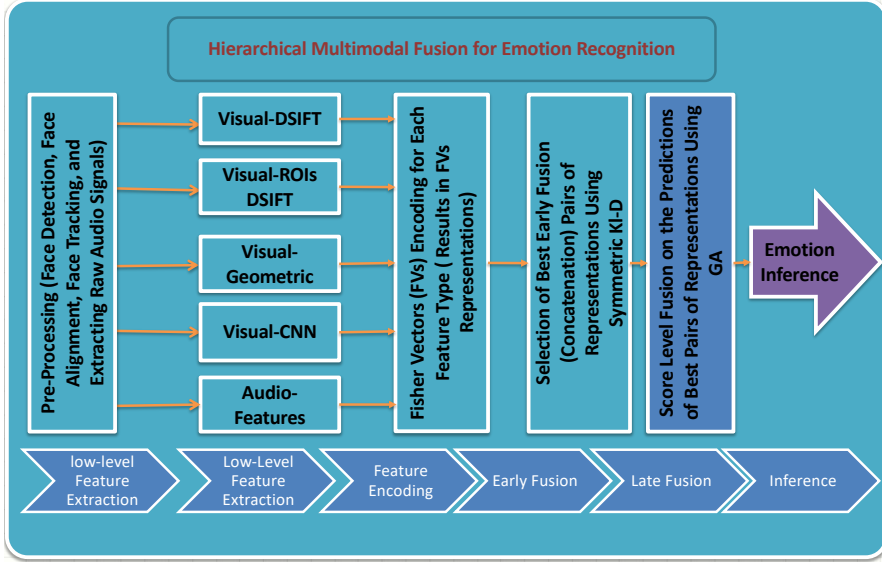 Hierarchical Multimodal Fusion for Emotion Recognition
Pre-Processing (Face Detection, Face
Alignment, Face Tracking, and
Extracting Raw Audio Signals)
Visual-DSIFT
Visual-ROIs
DSIFT
Visual-
Geometric
Visual-CNN
Audio-
Features
Fisher Vectors (FVs) Encoding for Each
Feature Type ( Results in FVs
Representations)
Selection of Best Early Fusion
(Concatenation) Pairs of
Representations Using
Symmetric Kl-D
Score Level Fusion on the Predictions
of Best Pairs of Representations Using
GA
Emotion
Inference
low-level
Feature
Extraction
Low-Level
Feature
Extraction
Feature
Encoding
Early Fusion
Late Fusion
Inference